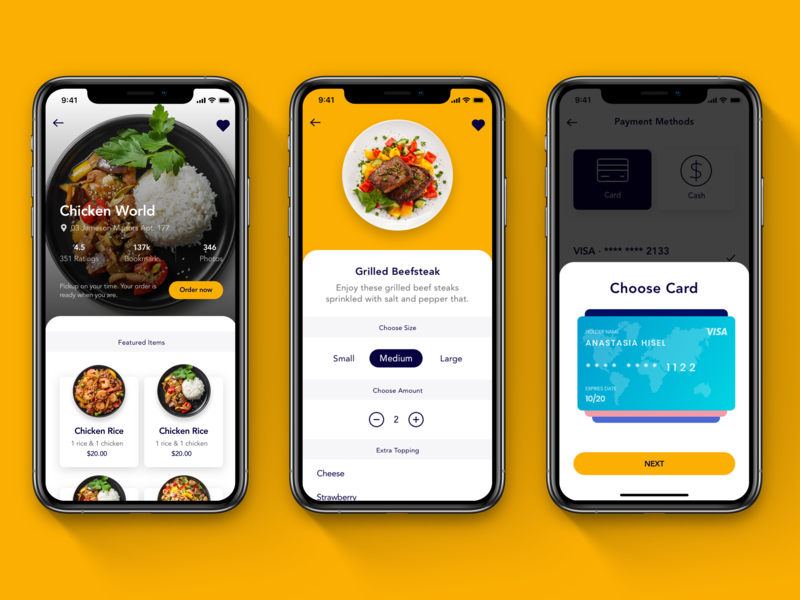 9:41
Chicken World
03 Jameson Manors Apt. 177
4.5
137k
346
351 Ratings
Bookmark
Photos
Pickup on your time. Your order is
ready when you are.
Order now
Featured Items
Chicken Rice
1 rice & 1 chicken
$20.00
Chicken Rice
1 rice & 1 chicken
$20.00
9:41
Grilled Beefsteak
Enjoy these grilled beef steaks
sprinkled with salt and pepper that.
Choose Size
Small
Medium
Large
Choose Amount
2
Extra Topping
Cheese
Strawberry
9:41
Payment Methods
Card
Cash
VISA - **** **** 2133
Choose Card
HOLDER NAME
VISA
ANASTASIA HISEL
**** **** 1122
EXPIRES DATE
10/20
NEXT